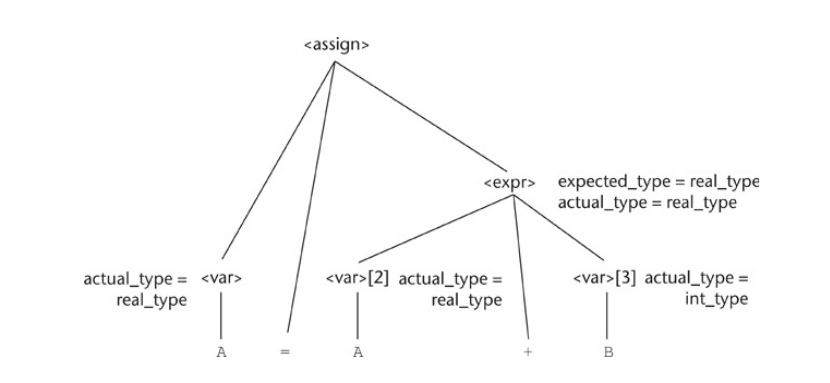 <assign>
<expr> expected_type = real_type
actual_type = real_type
actual_type = <var> <var>[2] actual_type = <var>[3] actual_type =
real_type real_type int_type
A = A + B